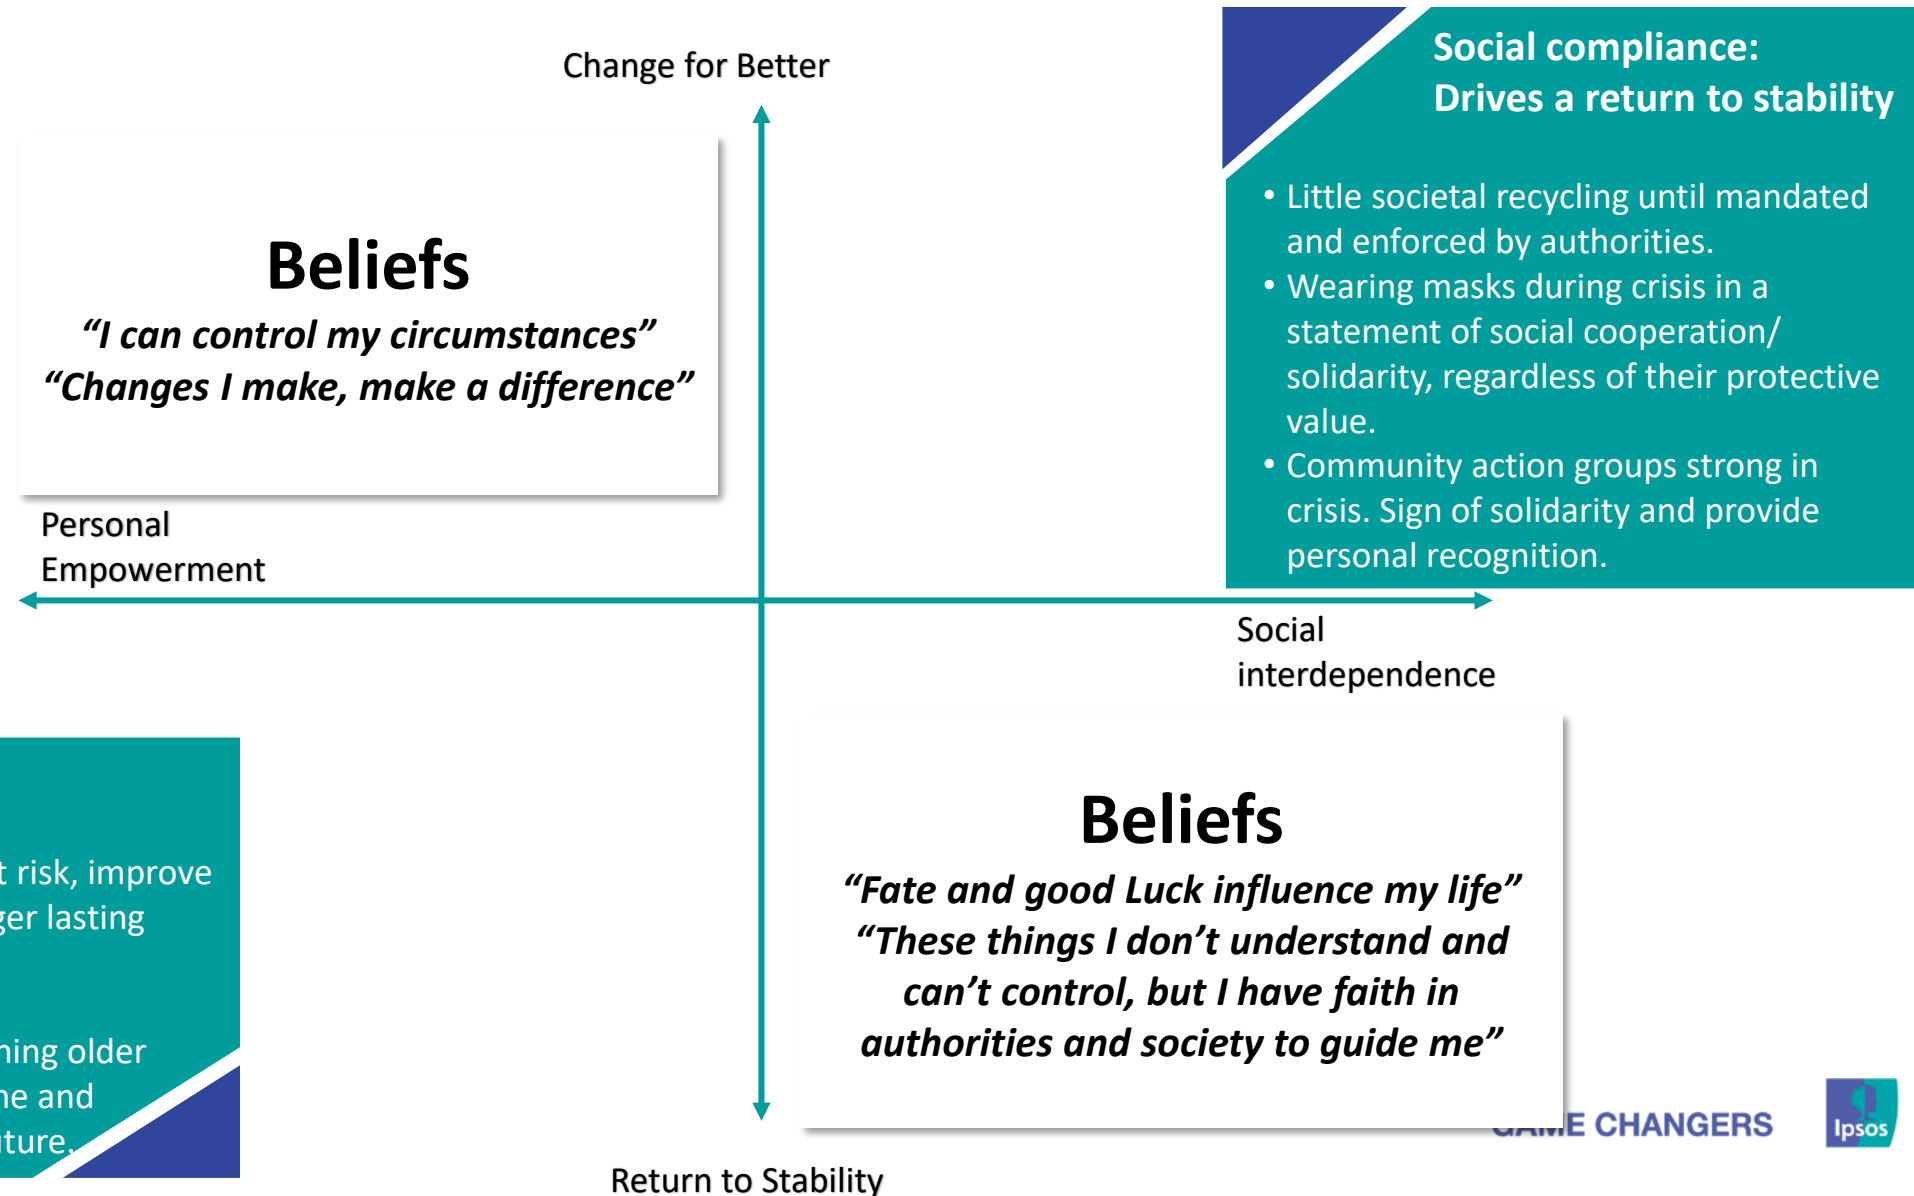 Change for Better
Social compliance:
Drives a return to stability
• Little societal recycling until mandated
and enforced by authorities.
• Wearing masks during crisis in a
statement of social cooperation/
solidarity, regardless of their protective
value.
• Community action groups strong in
crisis. Sign of solidarity and provide
personal recognition.
Beliefs
“I can control my circumstances”
“Changes I make, make a difference”
Personal
Empowerment
Social
interdependence
risk, improve
lasting
older
and
Beliefs
“Fate and good Luck influence my life”
“These things I don’t understand and
can’t control, but I have faith in
authorities and society to guide me”
GAME CHANGERS
Ipsos
Return to Stability